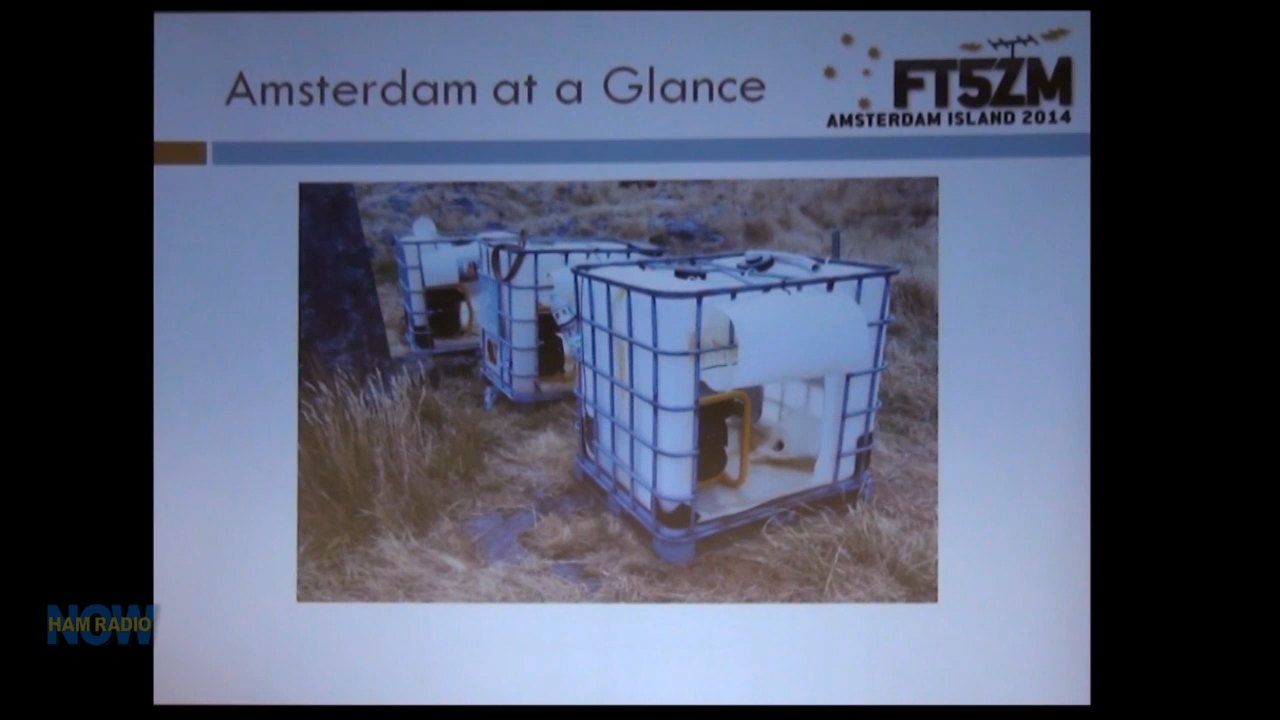 Amsterdam at a Glance
FT5ZM
AMSTERDAM ISLAND 2014
NOW
HAM RADIO